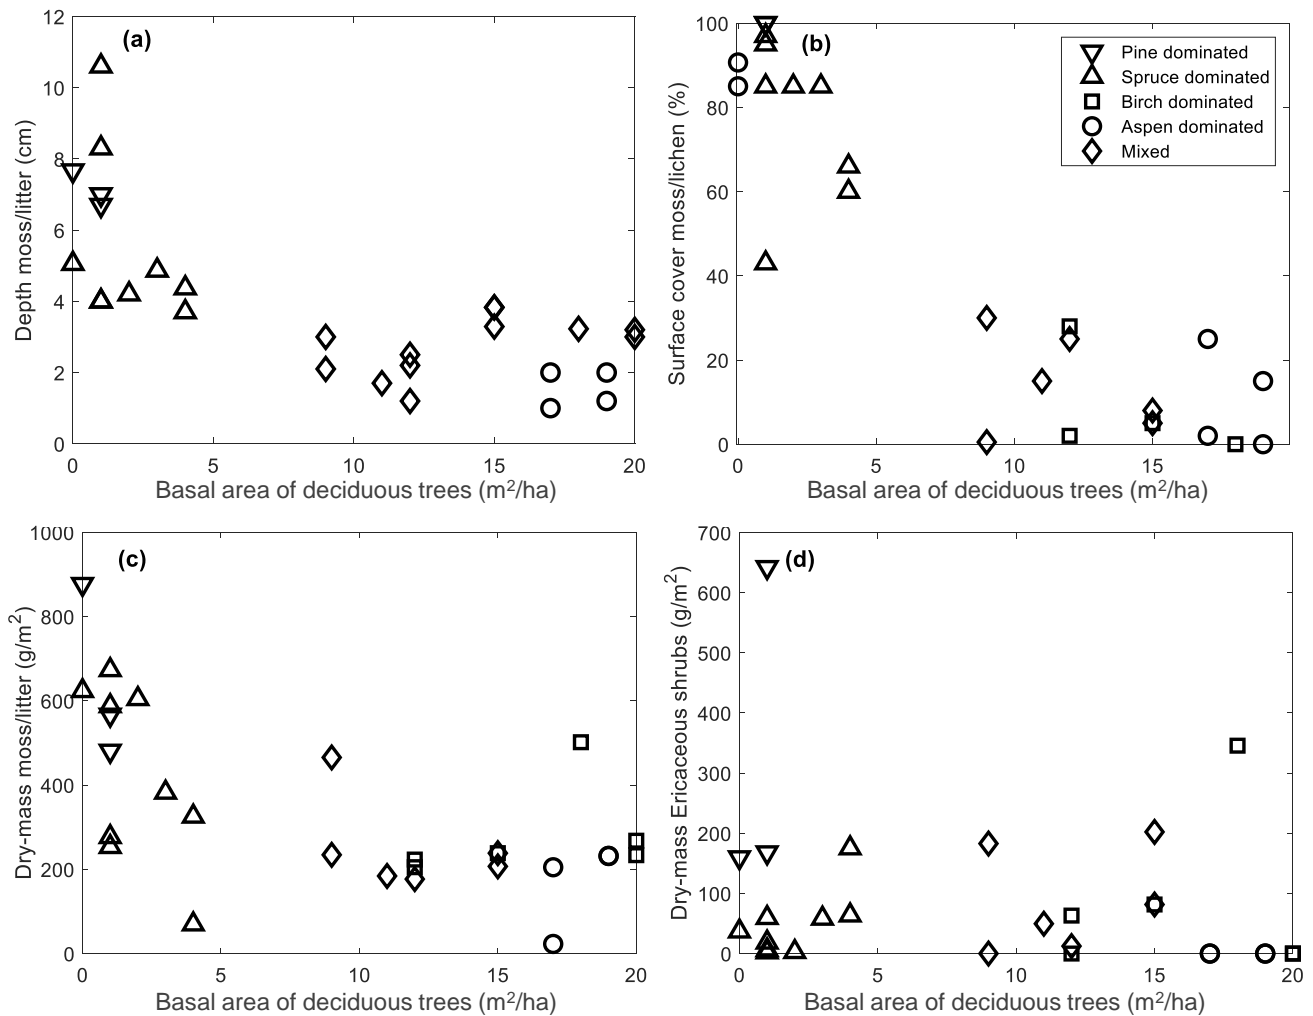 (a)
Depth moss/litter (cm)
12
10
8
6
4
2
0
0 5 10 15 20
Basal area of deciduous trees (m²/ha)
(b)
Surface cover moss/lichen (%)
100
80
60
40
20
0
0 5 10 15
Basal area of deciduous trees (m²/ha)
Pine dominated
Spruce dominated
Birch dominated
Aspen dominated
Mixed
(c)
Dry-mass moss/litter (g/m²)
1000
800
600
400
200
0
0 5 10 15 20
Basal area of deciduous trees (m²/ha)
(d)
Dry-mass Ericaceous shrubs (g/m²)
700
600
500
400
300
200
100
0
0 5 10 15 20
Basal area of deciduous trees (m²/ha)